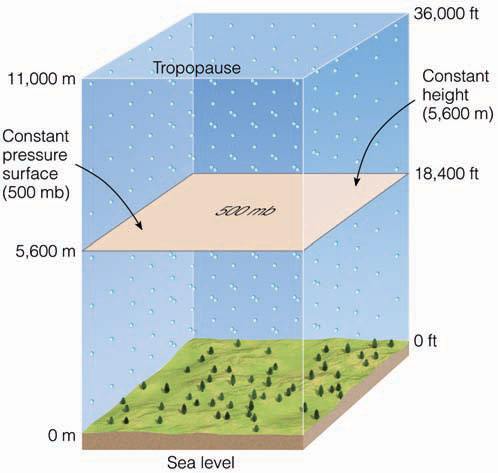 36,000 ft
Tropopause
11,000 m
Constant
height
(5,600 m)
Constant
pressure
surface
(500 mb)
18,400 ft
500 mb
5,600 m
0 ft
0 m
Sea level